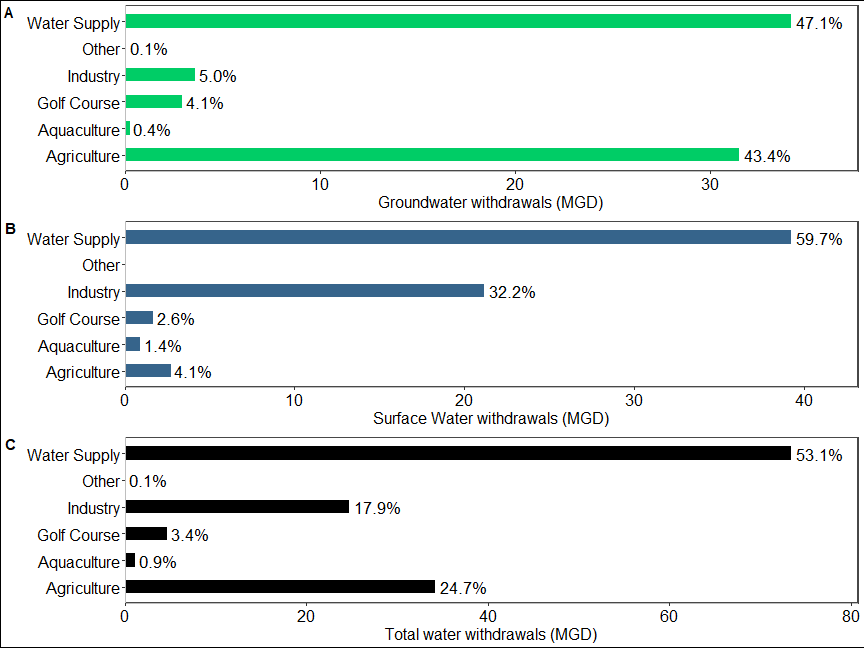 A
Water Supply 47.1%
Other 0.1%
Industry 5.0%
Golf Course 4.1%
Aquaculture 0.4%
Agriculture 43.4%
0 10 20 30
Groundwater withdrawals (MGD)
B
Water Supply 59.7%
Other
Industry 32.2%
Golf Course 2.6%
Aquaculture 1.4%
Agriculture 4.1%
0 10 20 30 40
Surface Water withdrawals (MGD)
C
Water Supply 53.1%
Other 0.1%
Industry 17.9%
Golf Course 3.4%
Aquaculture 0.9%
Agriculture 24.7%
0 20 40 60 80
Total water withdrawals (MGD)